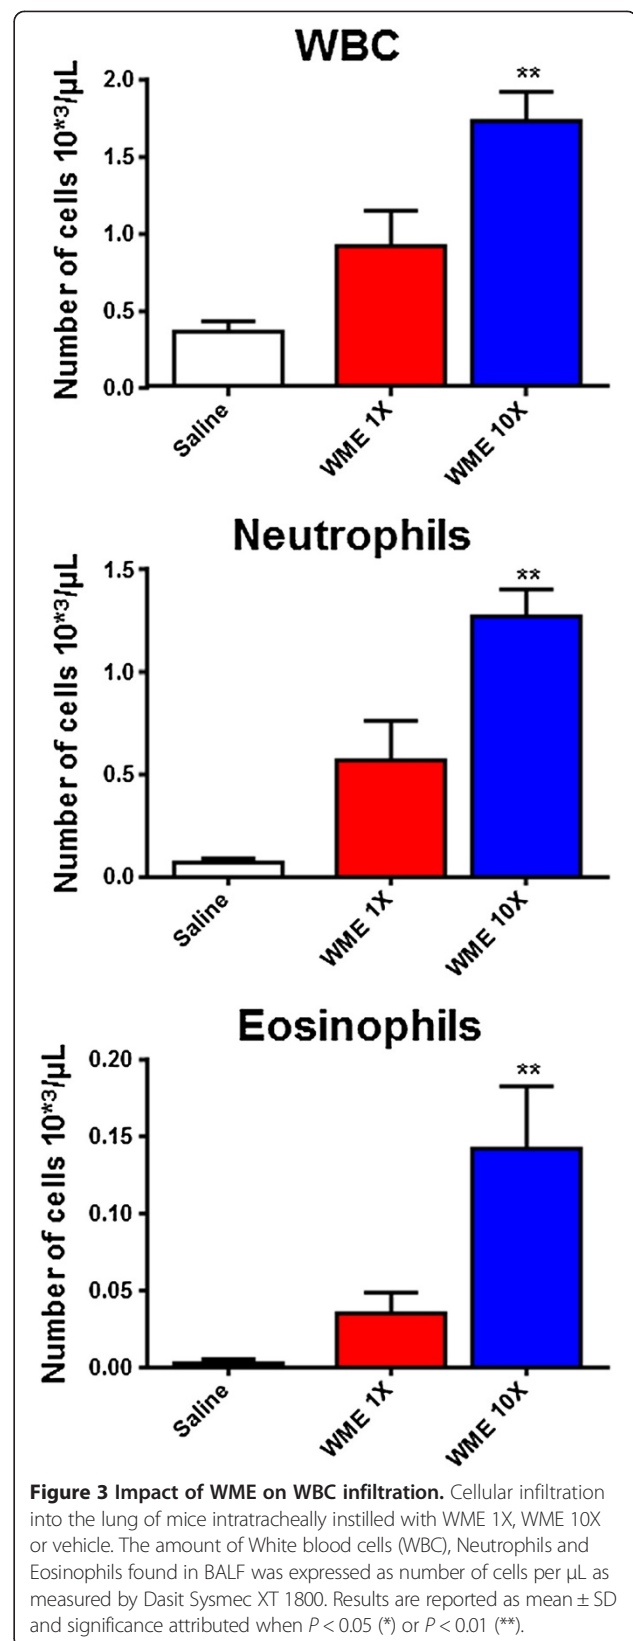 WBC
Number of cells 10*³/µL
2.0
**
1.5
1.0
0.5
0.0
Saline
WME 1X
WME 10X
Neutrophils
Number of cells 10*³/µL
1.5
**
1.0
0.5
0.0
Saline
WME 1X
WME 10X
Eosinophils
Number of cells 10*³/µL
0.20
**
0.15
0.10
0.05
0.00
Saline
WME 1X
WME 10X
Figure 3 Impact of WME on WBC infiltration. Cellular infiltration
into the lung of mice intratracheally instilled with WME 1X, WME 10X
or vehicle. The amount of White blood cells (WBC), Neutrophils and
Eosinophils found in BALF was expressed as number of cells per µL as
measured by Dasit Sysmec XT 1800. Results are reported as mean ± SD
and significance attributed when P < 0.05 (*) or P < 0.01 (**).